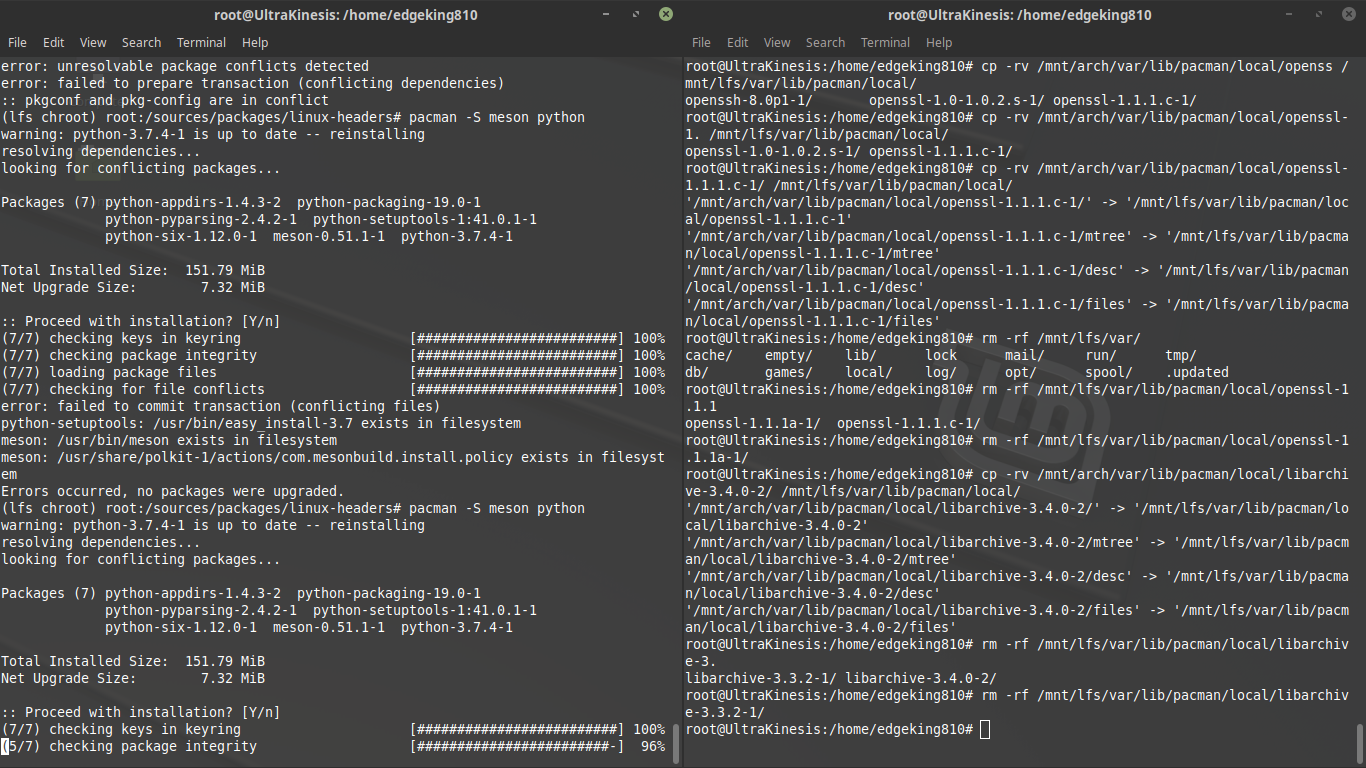 root@UltraKinesis: /home/edgeking810
File Edit View Search Terminal Help
error: unresolvable package conflicts detected
error: failed to prepare transaction (conflicting dependencies)
:: pkgconf and pkg-config are in conflict
(lfs chroot) root:/sources/packages/linux-headers# pacman -S meson python
warning: python-3.7.4-1 is up to date -- reinstalling
resolving dependencies...
looking for conflicting packages...
Packages (7) python-appdirs-1.4.3-2  python-packaging-19.0-1
             python-pyparsing-2.4.2-1  python-setuptools-1:41.0.1-1
             python-six-1.12.0-1  meson-0.51.1-1  python-3.7.4-1
Total Installed Size:  151.79 MiB
Net Upgrade Size:        7.32 MiB
:: Proceed with installation? [Y/n]
(7/7) checking keys in keyring                     [#########################] 100%
(7/7) checking package integrity                   [#########################] 100%
(7/7) loading package files                        [#########################] 100%
(7/7) checking for file conflicts                  [#########################] 100%
error: failed to commit transaction (conflicting files)
python-setuptools: /usr/bin/easy_install-3.7 exists in filesystem
meson: /usr/bin/meson exists in filesystem
meson: /usr/share/polkit-1/actions/com.mesonbuild.install.policy exists in filesyst
em
Errors occurred, no packages were upgraded.
(lfs chroot) root:/sources/packages/linux-headers# pacman -S meson python
warning: python-3.7.4-1 is up to date -- reinstalling
resolving dependencies...
looking for conflicting packages...
Packages (7) python-appdirs-1.4.3-2  python-packaging-19.0-1
             python-pyparsing-2.4.2-1  python-setuptools-1:41.0.1-1
             python-six-1.12.0-1  meson-0.51.1-1  python-3.7.4-1
Total Installed Size:  151.79 MiB
Net Upgrade Size:        7.32 MiB
:: Proceed with installation? [Y/n]
(7/7) checking keys in keyring                     [#########################] 100%
(5/7) checking package integrity                   [########################-]  96%
root@UltraKinesis: /home/edgeking810
File Edit View Search Terminal Help
root@UltraKinesis:/home/edgeking810# cp -rv /mnt/arch/var/lib/pacman/local/openss /
mnt/lfs/var/lib/pacman/local/
openssh-8.0p1-1/       openssl-1.0-1.0.2.s-1/ openssl-1.1.1.c-1/
root@UltraKinesis:/home/edgeking810# cp -rv /mnt/arch/var/lib/pacman/local/openssl-
1. /mnt/lfs/var/lib/pacman/local/
openssl-1.0-1.0.2.s-1/ openssl-1.1.1.c-1/
root@UltraKinesis:/home/edgeking810# cp -rv /mnt/arch/var/lib/pacman/local/openssl-
1.1.1.c-1/ /mnt/lfs/var/lib/pacman/local/
'/mnt/arch/var/lib/pacman/local/openssl-1.1.1.c-1/' -> '/mnt/lfs/var/lib/pacman/loc
al/openssl-1.1.1.c-1'
'/mnt/arch/var/lib/pacman/local/openssl-1.1.1.c-1/mtree' -> '/mnt/lfs/var/lib/pacma
n/local/openssl-1.1.1.c-1/mtree'
'/mnt/arch/var/lib/pacman/local/openssl-1.1.1.c-1/desc' -> '/mnt/lfs/var/lib/pacman
/local/openssl-1.1.1.c-1/desc'
'/mnt/arch/var/lib/pacman/local/openssl-1.1.1.c-1/files' -> '/mnt/lfs/var/lib/pacma
n/local/openssl-1.1.1.c-1/files'
root@UltraKinesis:/home/edgeking810# rm -rf /mnt/lfs/var/
cache/    empty/    lib/      lock      mail/     run/      tmp/
db/       games/    local/    log/      opt/      spool/    .updated
root@UltraKinesis:/home/edgeking810# rm -rf /mnt/lfs/var/lib/pacman/local/openssl-1
.1.1
openssl-1.1.1a-1/  openssl-1.1.1.c-1/
root@UltraKinesis:/home/edgeking810# rm -rf /mnt/lfs/var/lib/pacman/local/openssl-1
.1.1a-1/
root@UltraKinesis:/home/edgeking810# cp -rv /mnt/arch/var/lib/pacman/local/libarchi
ve-3.4.0-2/ /mnt/lfs/var/lib/pacman/local/
'/mnt/arch/var/lib/pacman/local/libarchive-3.4.0-2/' -> '/mnt/lfs/var/lib/pacman/lo
cal/libarchive-3.4.0-2'
'/mnt/arch/var/lib/pacman/local/libarchive-3.4.0-2/mtree' -> '/mnt/lfs/var/lib/pacm
an/local/libarchive-3.4.0-2/mtree'
'/mnt/arch/var/lib/pacman/local/libarchive-3.4.0-2/desc' -> '/mnt/lfs/var/lib/pacma
n/local/libarchive-3.4.0-2/desc'
'/mnt/arch/var/lib/pacman/local/libarchive-3.4.0-2/files' -> '/mnt/lfs/var/lib/pacm
an/local/libarchive-3.4.0-2/files'
root@UltraKinesis:/home/edgeking810# rm -rf /mnt/lfs/var/lib/pacman/local/libarchiv
e-3.
libarchive-3.3.2-1/ libarchive-3.4.0-2/
root@UltraKinesis:/home/edgeking810# rm -rf /mnt/lfs/var/lib/pacman/local/libarchiv
e-3.3.2-1/
root@UltraKinesis:/home/edgeking810#